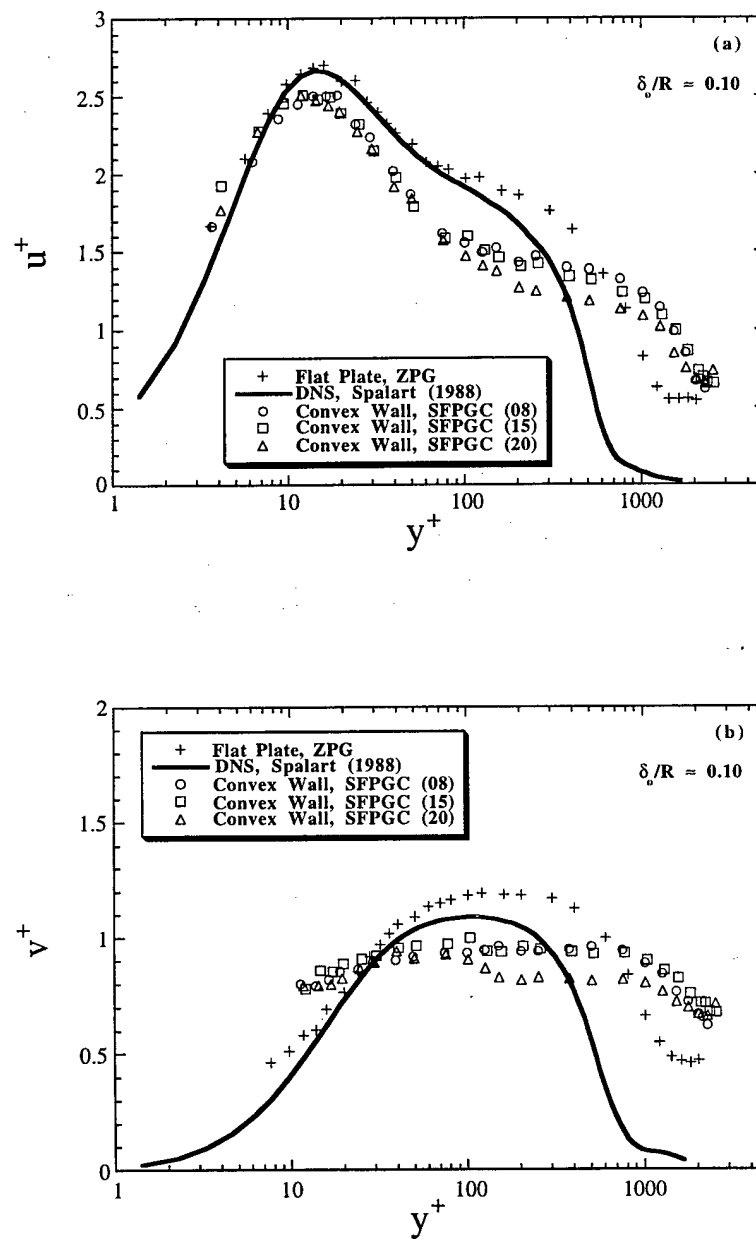 3
(a)
δₒ/R ≈ 0.10
2.5
2
1.5
1
0.5
0
u⁺
+ Flat Plate, ZPG
DNS, Spalart (1988)
○ Convex Wall, SFPGC (08)
□ Convex Wall, SFPGC (15)
△ Convex Wall, SFPGC (20)
1 10 100 1000
y⁺
2
(b)
δₒ/R ≈ 0.10
1.5
1
0.5
0
v⁺
+ Flat Plate, ZPG
DNS, Spalart (1988)
○ Convex Wall, SFPGC (08)
□ Convex Wall, SFPGC (15)
△ Convex Wall, SFPGC (20)
1 10 100 1000
y⁺